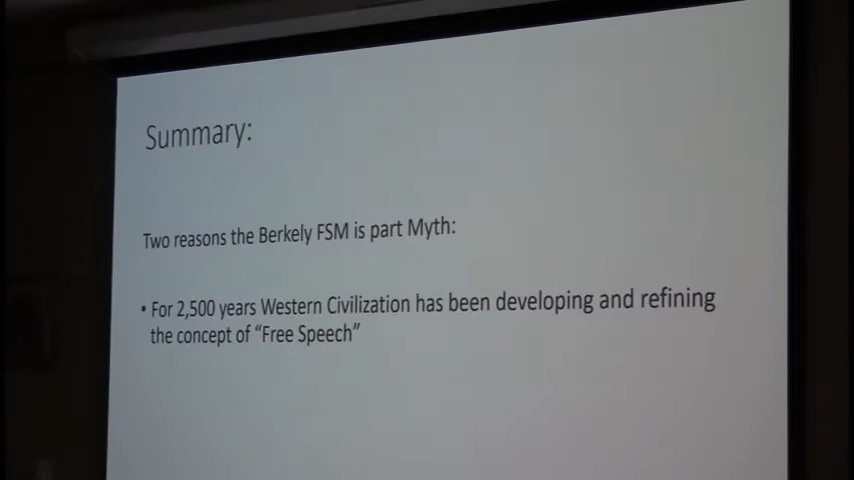 Summary:
Two reasons the Berkely FSM is part Myth:
• For 2,500 years Western Civilization has been developing and refining
the concept of “Free Speech”